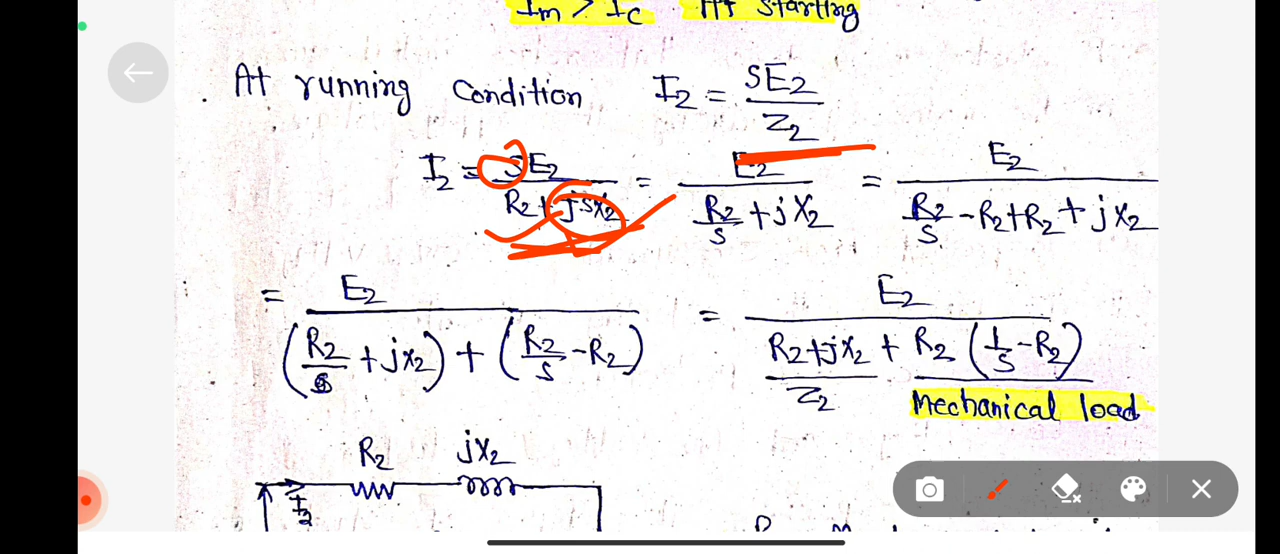 Im > Ic At starting
At running Condition I₂ = SE₂/Z₂
I₂ = SE₂/(R₂ + jsx₂) = E₂/(R₂/s + jX₂) = E₂/(R₂/s - R₂ + R₂ + jx₂)
= E₂/((R₂/s + jx₂) + (R₂/s - R₂)) = E₂/(R₂ + jx₂ + R₂(1/s - R₂))
Z₂ Mechanical load
R₂ jX₂
I₂